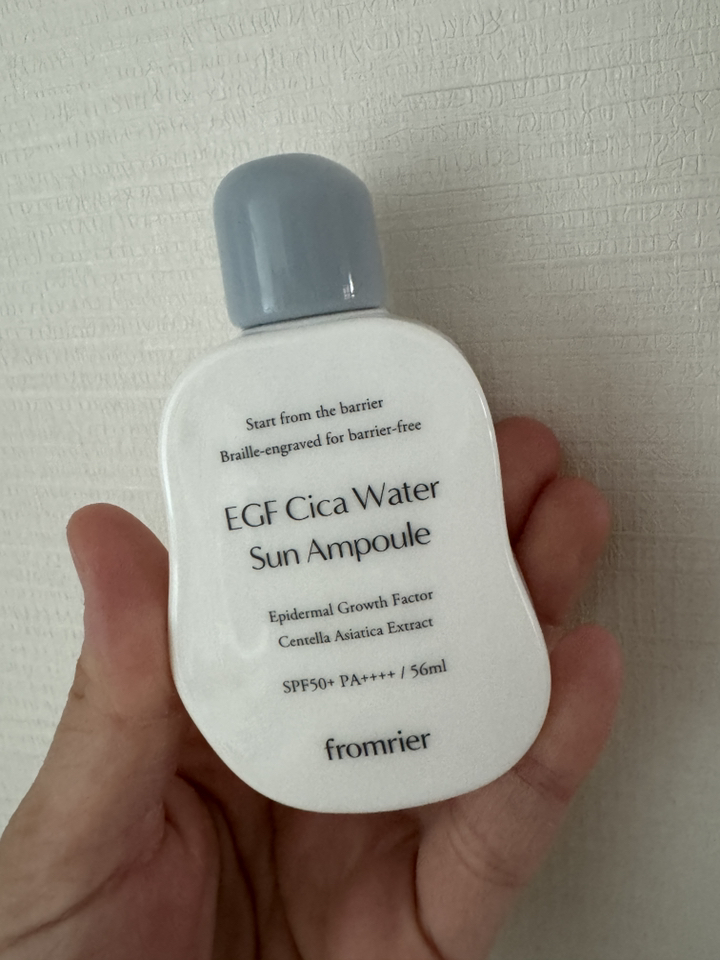 Start from the barrier
Braille-engraved for barrier-free
EGF Cica Water
Sun Ampoule
Epidermal Growth Factor
Centella Asiatica Extract
SPF50+ PA++++ / 56ml
fromrier